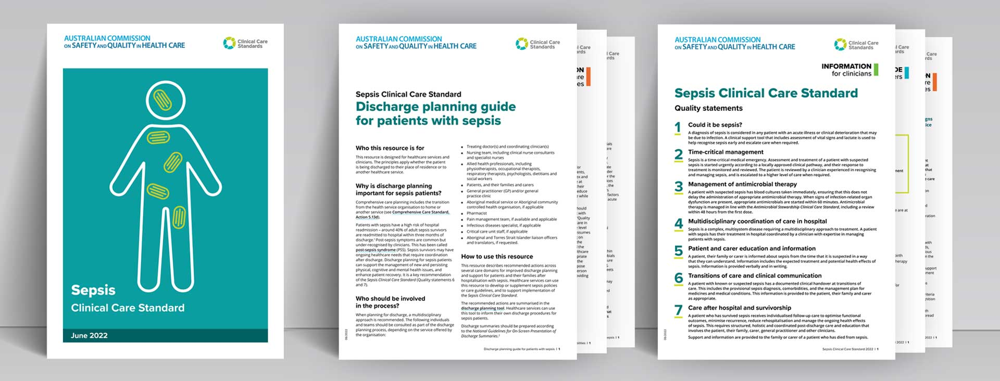 AUSTRALIAN COMMISSION
ON SAFETY AND QUALITY IN HEALTH CARE
Clinical Care
Standards
Sepsis
Clinical Care Standard
June 2022
AUSTRALIAN COMMISSION
ON SAFETY AND QUALITY IN HEALTH CARE
Clinical Care
Standards
Sepsis Clinical Care Standard
Discharge planning guide
for patients with sepsis
Who this resource is for
This resource is designed for healthcare services and
clinicians. The principles apply whether the patient
is being discharged to their place of residence or to
another healthcare service.
Why is discharge planning
important for sepsis patients?
Comprehensive care planning includes the transition
from the health service organisation to home or
another service (see Comprehensive Care Standard,
Action 5.13d).
Patients with sepsis have a high risk of hospital
readmission – around 40% of adult sepsis survivors
are readmitted to hospital within three months of
discharge.¹ Post-sepsis symptoms are common but
under-recognised by clinicians. This has been called
post-sepsis syndrome (PSS). Sepsis survivors may have
ongoing healthcare needs that require coordination
after discharge. Discharge planning for sepsis patients
can support the management of new and persisting
physical, cognitive and mental health issues, and
enhance patient recovery. It is a key recommendation
of the Sepsis Clinical Care Standard (Quality statements 6
and 7).
Who should be involved
in the process?
When planning for discharge, a multidisciplinary
approach is recommended. The following individuals
and teams should be consulted as part of the discharge
planning process, depending on the service offered by
the organisation:
▪ Treating doctor(s) and coordinating clinician(s)
▪ Nursing team, including clinical nurse consultants
and specialist nurses
▪ Allied health professionals, including
physiotherapists, occupational therapists,
respiratory therapists, psychologists, dietitians and
social workers
▪ Patients, and their families and carers
▪ General practitioner (GP) and/or general
practice clinic
▪ Aboriginal medical service or Aboriginal community
controlled health organisation, if applicable
▪ Pharmacist
▪ Pain management team, if available and applicable
▪ Infectious diseases specialist, if applicable
▪ Critical care unit staff, if applicable
▪ Aboriginal and Torres Strait Islander liaison officers
and translators, if requested.
How to use this resource
This resource describes recommended actions across
several care domains for improved discharge planning
and support for patients and their families after
hospitalisation with sepsis. Healthcare services can use
this resource to develop or supplement sepsis policies
or care guidelines, and to support implementation of
the Sepsis Clinical Care Standard.
The recommended actions are summarised in the
discharge planning tool. Healthcare services can use
this tool to inform their own discharge procedures for
sepsis patients.
Discharge summaries should be prepared according
to the National Guidelines for On-Screen Presentation of
Discharge Summaries.²
06/2022
Discharge planning guide for patients with sepsis | 1
AUSTRALIAN COMMISSION
ON SAFETY AND QUALITY IN HEALTH CARE
Clinical Care
Standards
INFORMATION
for clinicians
Sepsis Clinical Care Standard
Quality statements
1 Could it be sepsis?
A diagnosis of sepsis is considered in any patient with an acute illness or clinical deterioration that may
be due to infection. A clinical support tool that includes assessment of vital signs and lactate is used to
help recognise sepsis early and escalate care when required.
2 Time-critical management
Sepsis is a time-critical medical emergency. Assessment and treatment of a patient with suspected
sepsis is started urgently according to a locally approved clinical pathway, and their response to
treatment is monitored and reviewed. The patient is reviewed by a clinician experienced in recognising
and managing sepsis, and is escalated to a higher level of care when required.
3 Management of antimicrobial therapy
A patient with suspected sepsis has blood cultures taken immediately, ensuring that this does not
delay the administration of appropriate antimicrobial therapy. When signs of infection-related organ
dysfunction are present, appropriate antimicrobials are started within 60 minutes. Antimicrobial
therapy is managed in line with the Antimicrobial Stewardship Clinical Care Standard, including a review
within 48 hours from the first dose.
4 Multidisciplinary coordination of care in hospital
Sepsis is a complex, multisystem disease requiring a multidisciplinary approach to treatment. A patient
with sepsis has their treatment in hospital coordinated by a clinician with expertise in managing
patients with sepsis.
5 Patient and carer education and information
A patient, their family or carer is informed about sepsis from the time that it is suspected in a way
that they can understand. Information includes the expected treatment and potential health effects of
sepsis. Information is provided verbally and in writing.
6 Transitions of care and clinical communication
A patient with known or suspected sepsis has a documented clinical handover at transitions of
care. This includes the provisional sepsis diagnosis, comorbidities, and the management plan for
medicines and medical conditions. This information is provided to the patient, their family and carer
as appropriate.
7 Care after hospital and survivorship
A patient who has survived sepsis receives individualised follow-up care to optimise functional
outcomes, minimise recurrence, reduce rehospitalisation and manage the ongoing health effects
of sepsis. This requires structured, holistic and coordinated post-discharge care and education that
involves the patient, their family, carer, general practitioner and other clinicians.
Support and information are provided to the family or carer of a patient who has died from sepsis.
06/2022
Sepsis Clinical Care Standard 2022 | 1